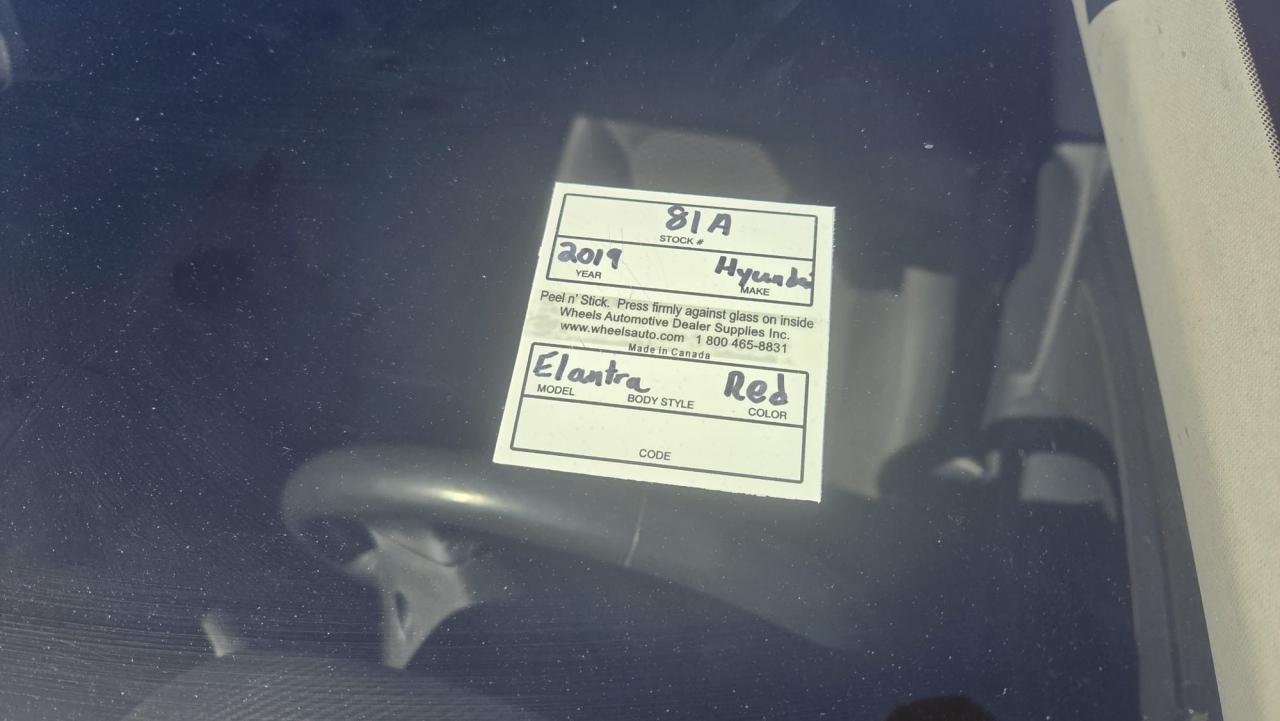 81A
STOCK #
2019 Hyundai
YEAR MAKE
Peel n' Stick. Press firmly against glass on inside
Wheels Automotive Dealer Supplies Inc.
www.wheelsauto.com 1 800 465-8831
Made in Canada
Elantra Red
MODEL BODY STYLE COLOR
CODE